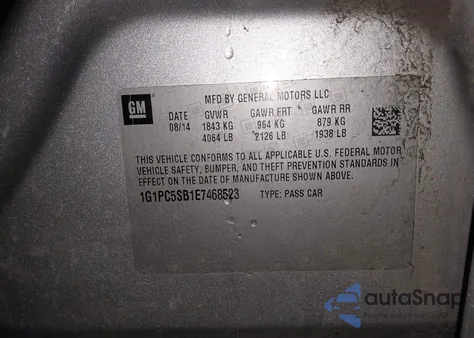 GM
MFD BY GENERAL MOTORS LLC
DATE GVWR GAWR FRT GAWR RR
08/14 1843 KG 964 KG 879 KG
4064 LB 2126 LB 1938 LB
THIS VEHICLE CONFORMS TO ALL APPLICABLE U.S. FEDERAL MOTOR
VEHICLE SAFETY, BUMPER, AND THEFT PREVENTION STANDARDS IN
EFFECT ON THE DATE OF MANUFACTURE SHOWN ABOVE.
1G1PC5SB1E7468523 TYPE: PASS CAR
autoSnap